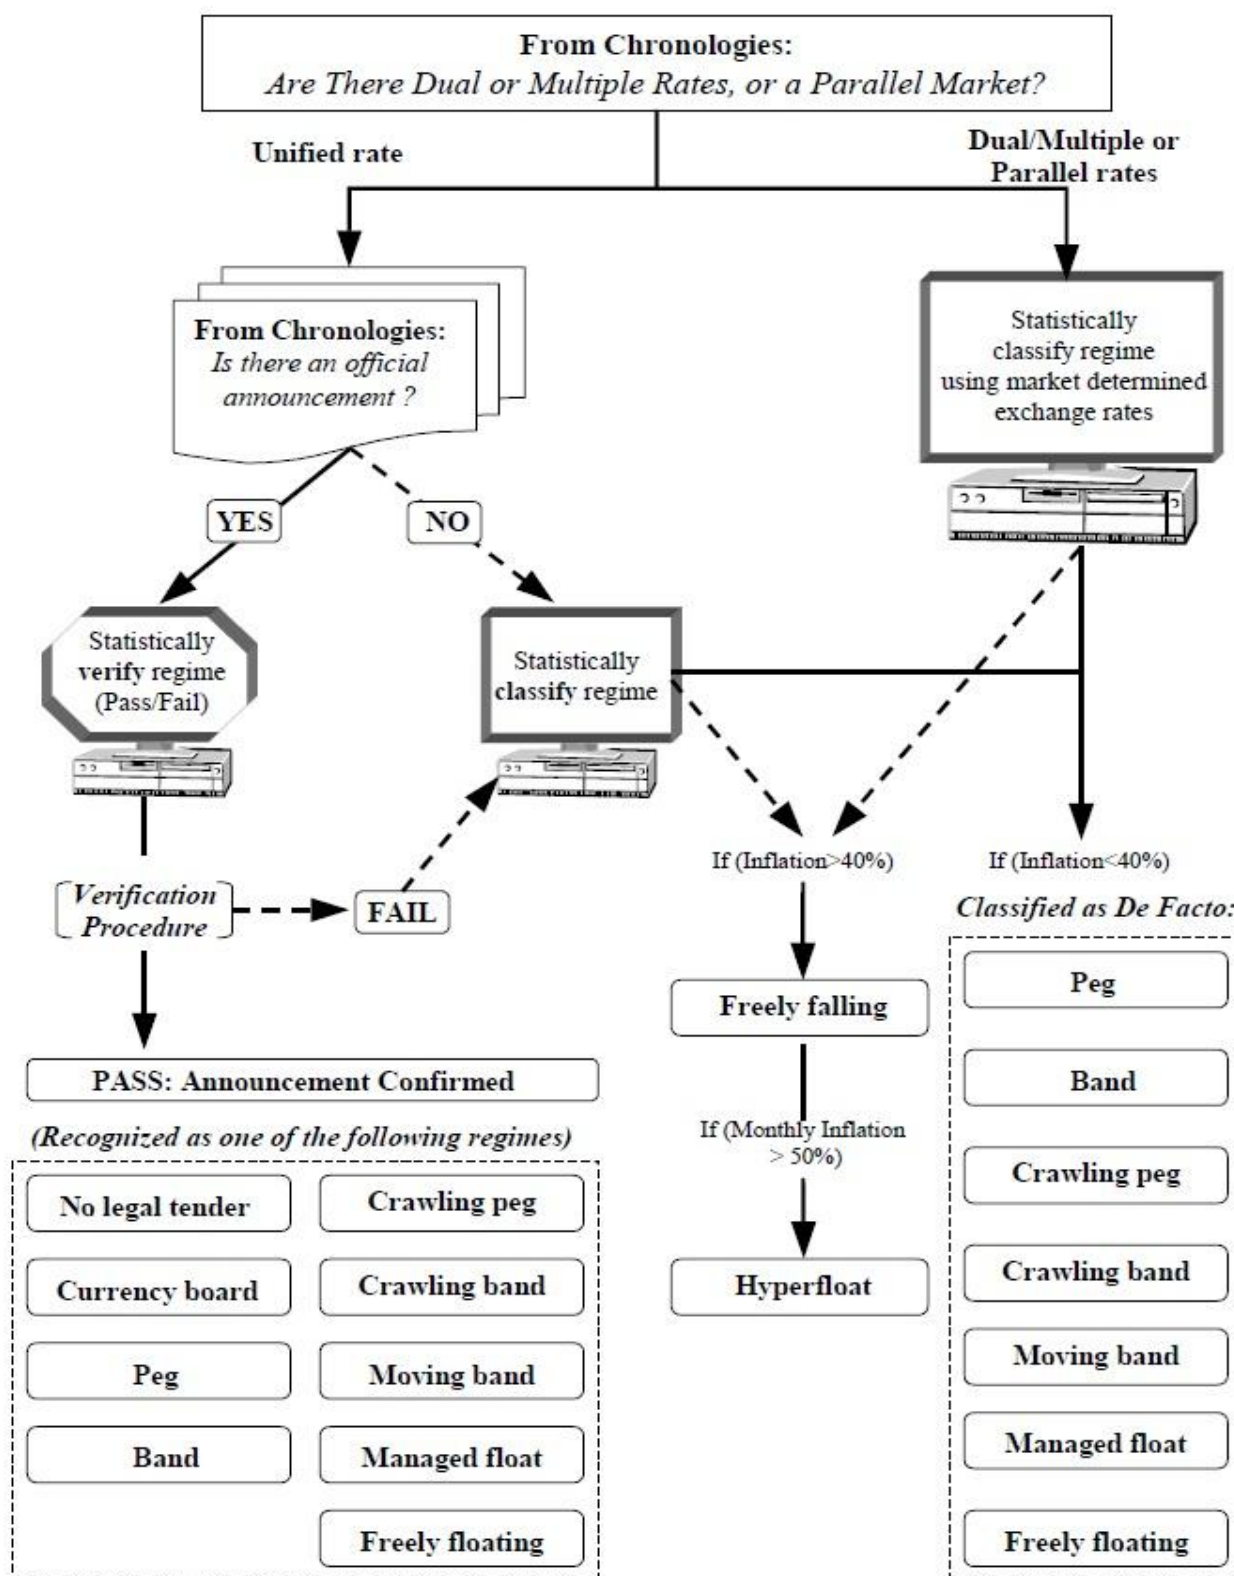 From Chronologies:
Are There Dual or Multiple Rates, or a Parallel Market?
Unified rate
Dual/Multiple or
Parallel rates
From Chronologies:
Is there an official
announcement ?
Statistically
classify regime
using market determined
exchange rates
YES
NO
Statistically
verify regime
(Pass/Fail)
Statistically
classify regime
If (Inflation>40%)
If (Inflation<40%)
Verification
Procedure
FAIL
Classified as De Facto:
Peg
Freely falling
Band
PASS: Announcement Confirmed
(Recognized as one of the following regimes)
If (Monthly Inflation
> 50%)
No legal tender
Crawling peg
Crawling peg
Currency board
Crawling band
Hyperfloat
Crawling band
Peg
Moving band
Moving band
Band
Managed float
Managed float
Freely floating
Freely floating